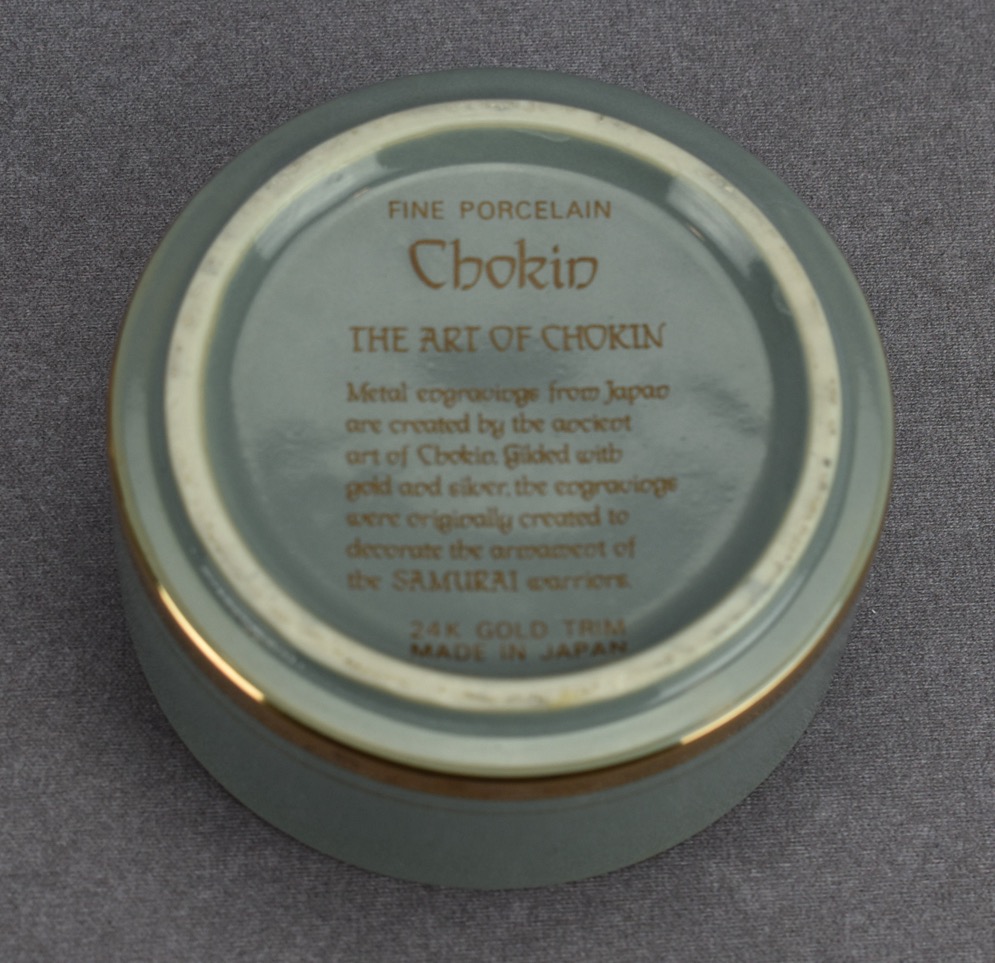 FINE PORCELAIN
Chokin
THE ART OF CHOKIN
Metal engravings from Japan
are created by the ancient
art of Chokin. Gilded with
gold and silver, the engravings
were originally created to
decorate the armament of
the SAMURAI warriors.
24K GOLD TRIM
MADE IN JAPAN